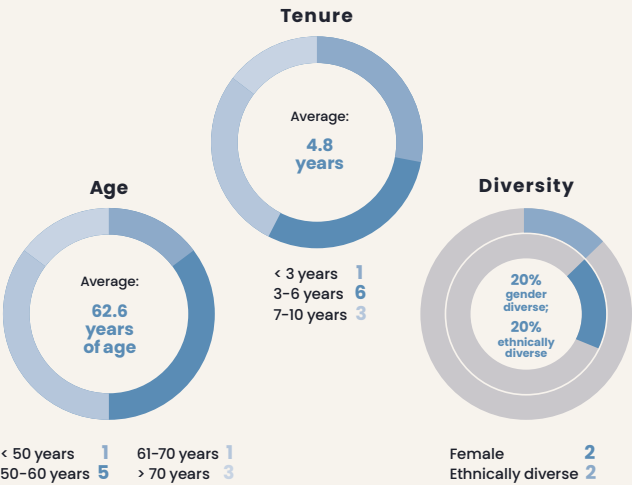 Tenure
Average:
4.8
years
< 3 years 1
3-6 years 6
7-10 years 3
Age
Average:
62.6
years
of age
< 50 years 1
50-60 years 5
61-70 years 1
> 70 years 3
Diversity
20%
gender
diverse;
20%
ethnically
diverse
Female 2
Ethnically diverse 2